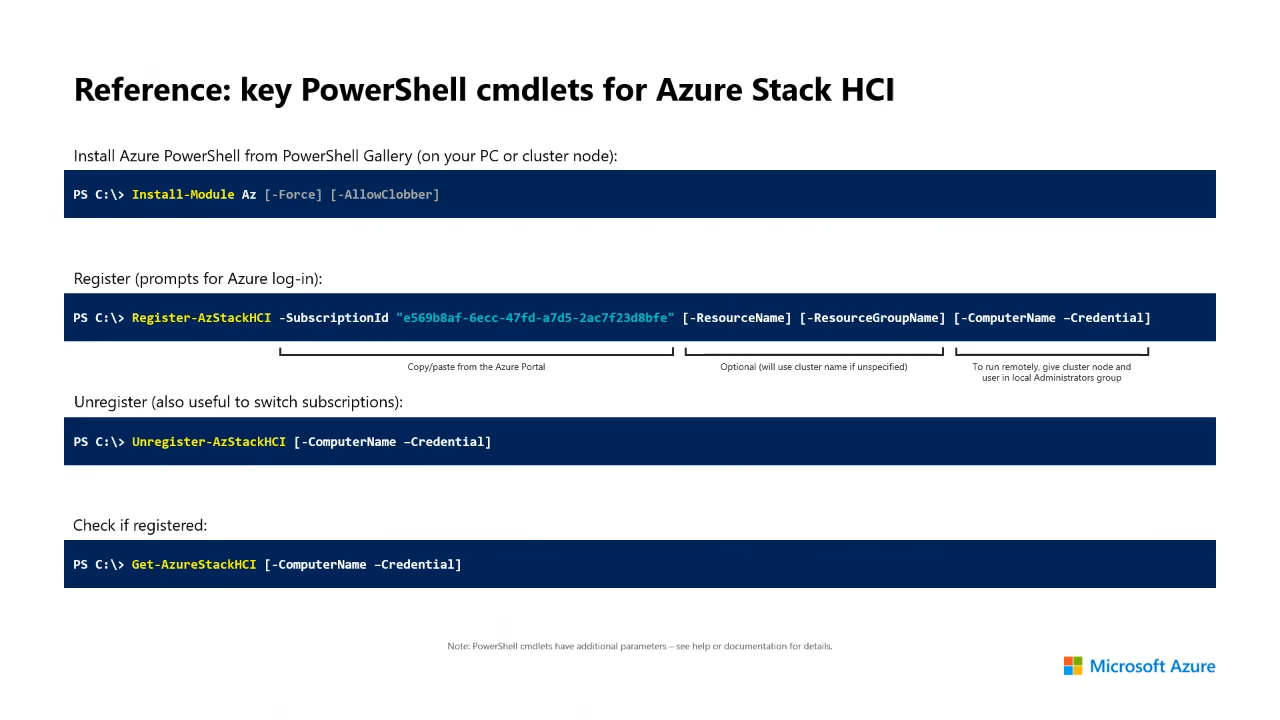 Reference: key PowerShell cmdlets for Azure Stack HCI
Install Azure PowerShell from PowerShell Gallery (on your PC or cluster node):
PS C:\> Install-Module Az [-Force] [-AllowClobber]
Register (prompts for Azure log-in):
PS C:\> Register-AzStackHCI -SubscriptionId "e569b8af-6ecc-47fd-a7d5-2ac7f23d8bfe" [-ResourceName] [-ResourceGroupName] [-ComputerName –Credential]
Copy/paste from the Azure Portal
Optional (will use cluster name if unspecified)
To run remotely, give cluster node and
user in local Administrators group
Unregister (also useful to switch subscriptions):
PS C:\> Unregister-AzStackHCI [-ComputerName –Credential]
Check if registered:
PS C:\> Get-AzureStackHCI [-ComputerName –Credential]
Note: PowerShell cmdlets have additional parameters – see help or documentation for details.
Microsoft Azure